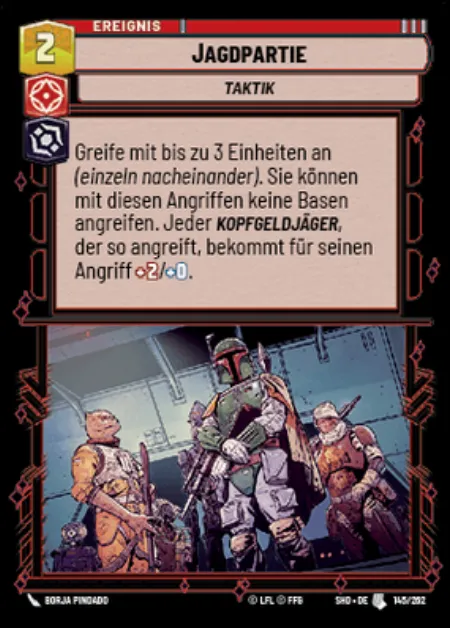 EREIGNIS
2
JAGDPARTIE
TAKTIK
Greife mit bis zu 3 Einheiten an
(einzeln nacheinander). Sie können
mit diesen Angriffen keine Basen
angreifen. Jeder KOPFGELDJÄGER,
der so angreift, bekommt für seinen
Angriff +2/+0.
BORJA PINDADO
© LFL © FFG
SHD • DE
145/262